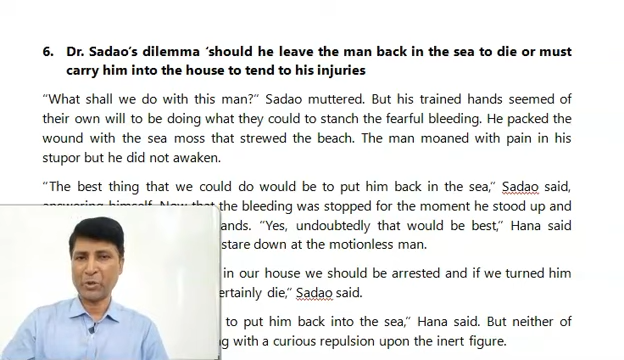 6. Dr. Sadao's dilemma 'should he leave the man back in the sea to die or must
carry him into the house to tend to his injuries
"What shall we do with this man?" Sadao muttered. But his trained hands seemed of
their own will to be doing what they could to stanch the fearful bleeding. He packed the
wound with the sea moss that strewed the beach. The man moaned with pain in his
stupor but he did not awaken.
"The best thing that we could do would be to put him back in the sea," Sadao said,
answering himself. Now that the bleeding was stopped for the moment he stood up and
ands. "Yes, undoubtedly that would be best," Hana said
stare down at the motionless man.
in our house we should be arrested and if we turned him
ertainly die," Sadao said.
to put him back into the sea," Hana said. But neither of
g with a curious repulsion upon the inert figure.